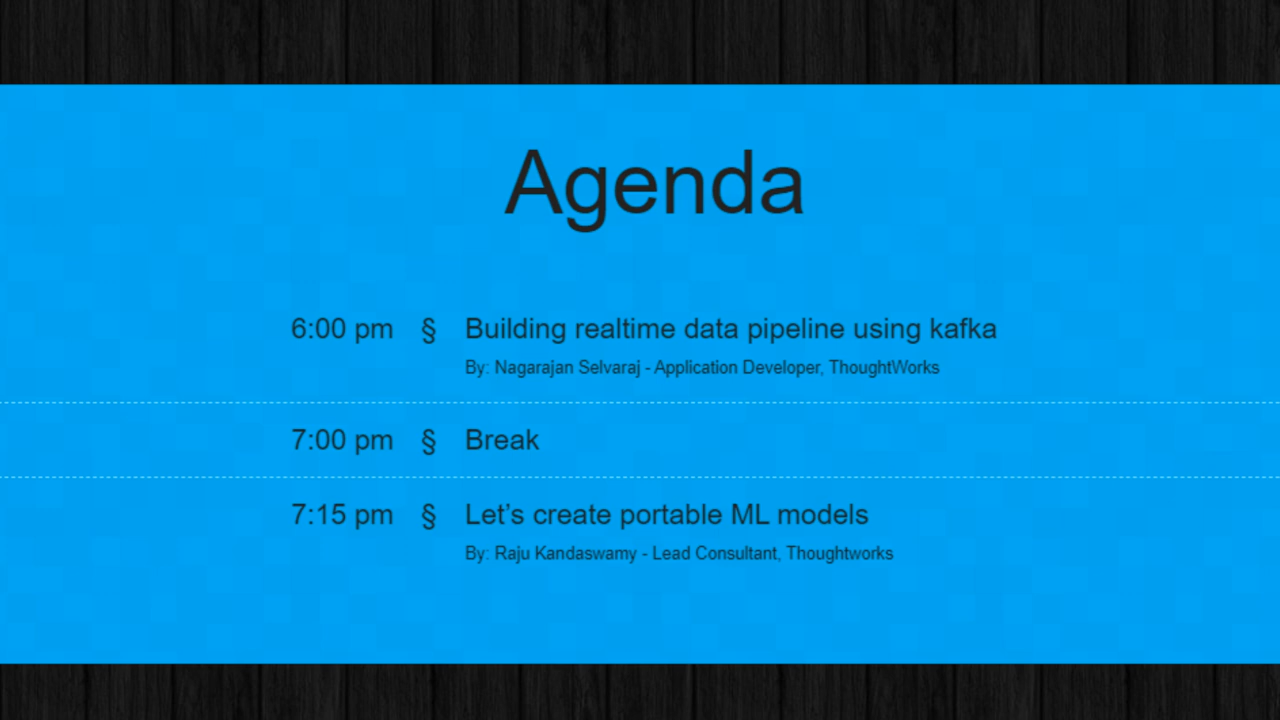 Agenda
6:00 pm § Building realtime data pipeline using kafka
By: Nagarajan Selvaraj - Application Developer, ThoughtWorks
7:00 pm § Break
7:15 pm § Let’s create portable ML models
By: Raju Kandaswamy - Lead Consultant, Thoughtworks